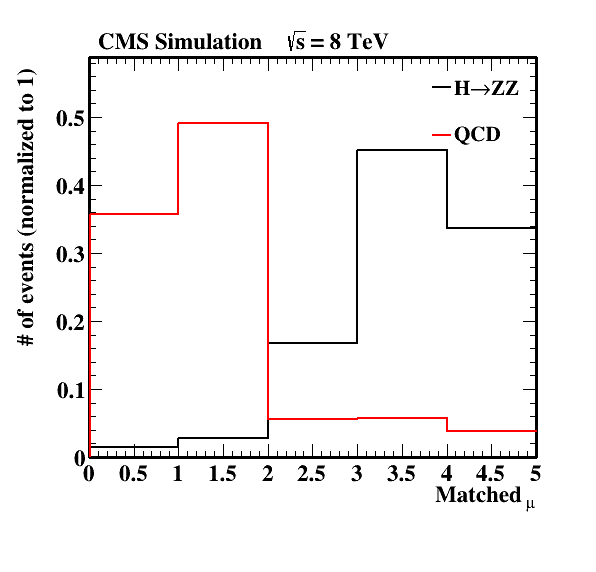 CMS Simulation √s = 8 TeV
# of events (normalized to 1)
H→ZZ
QCD
0.5
0.4
0.3
0.2
0.1
0
0 0.5 1 1.5 2 2.5 3 3.5 4 4.5 5
Matched μ